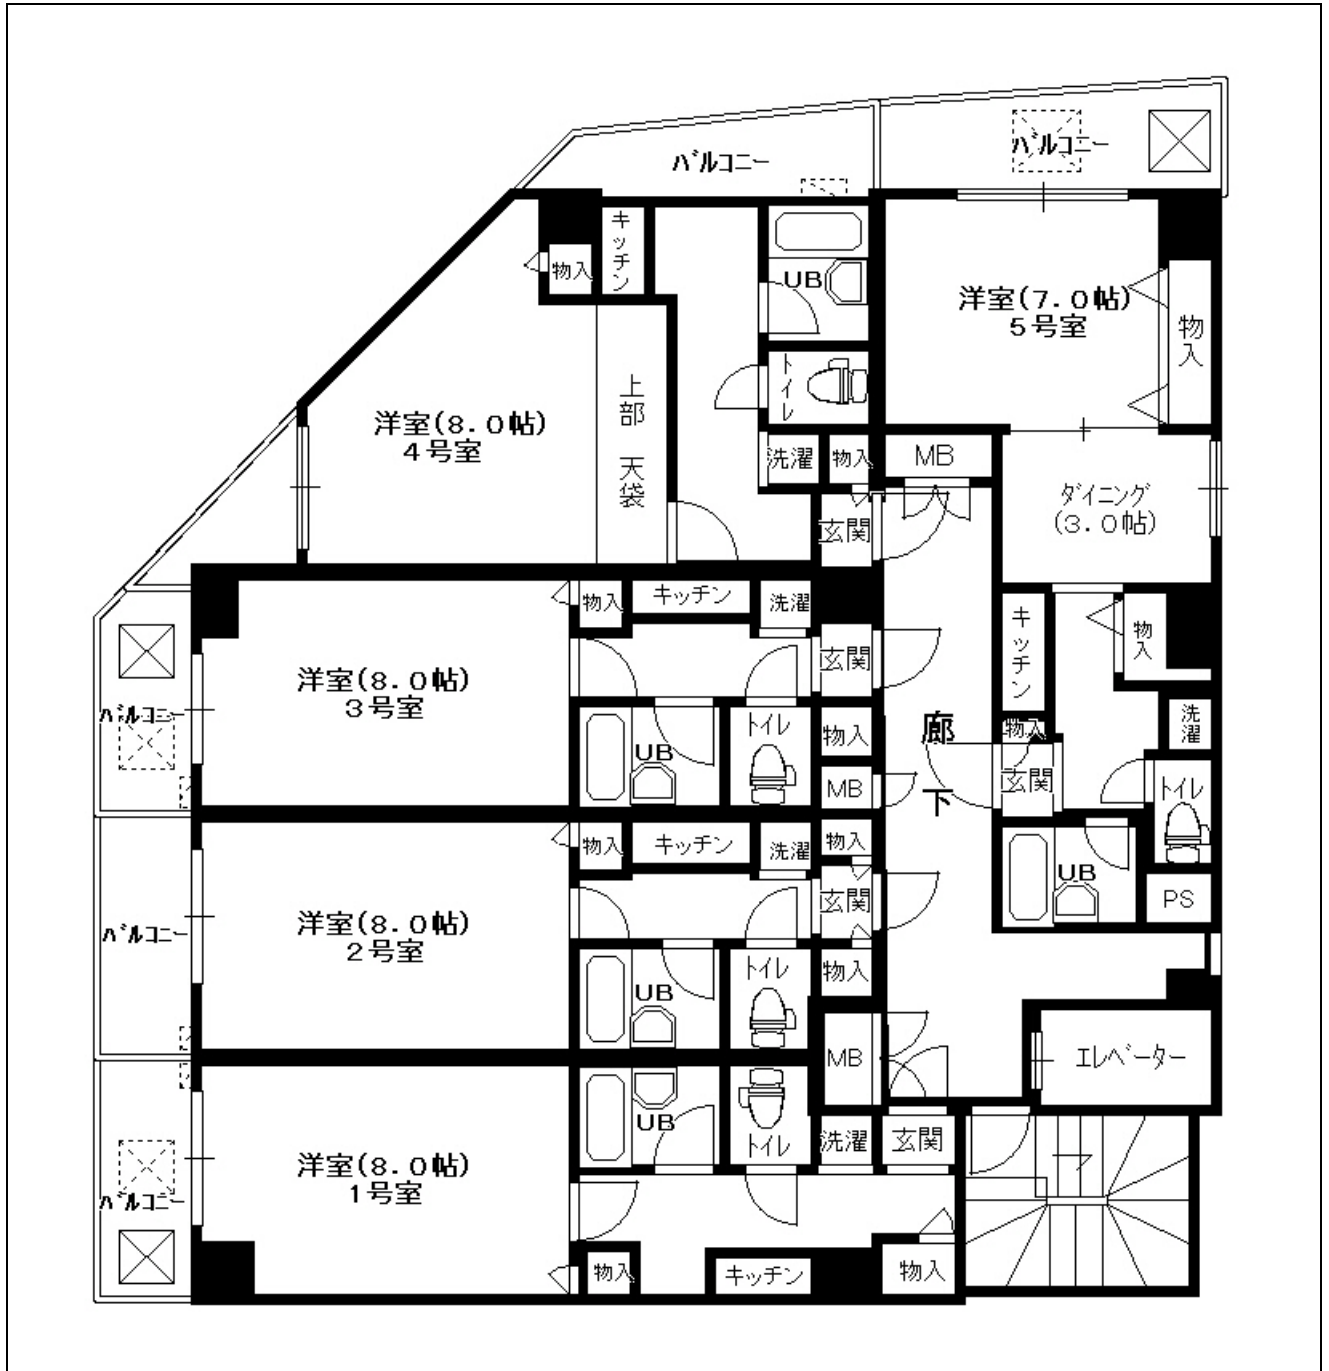 バルコニー
バルコニー
キッチン
物入
UB
洋室(7.0帖)
5号室
物入
トイレ
上部 天袋
洋室(8.0帖)
4号室
洗濯
物入
MB
ダイニング
(3.0帖)
玄関
物入
キッチン
洗濯
キッチン
物入
玄関
洋室(8.0帖)
3号室
バルコニー
UB
トイレ
物入
廊下
物入
洗濯
玄関
トイレ
MB
物入
キッチン
洗濯
物入
UB
PS
玄関
洋室(8.0帖)
2号室
バルコニー
UB
トイレ
物入
MB
エレベーター
UB
トイレ
洗濯
玄関
洋室(8.0帖)
1号室
バルコニー
物入
キッチン
物入